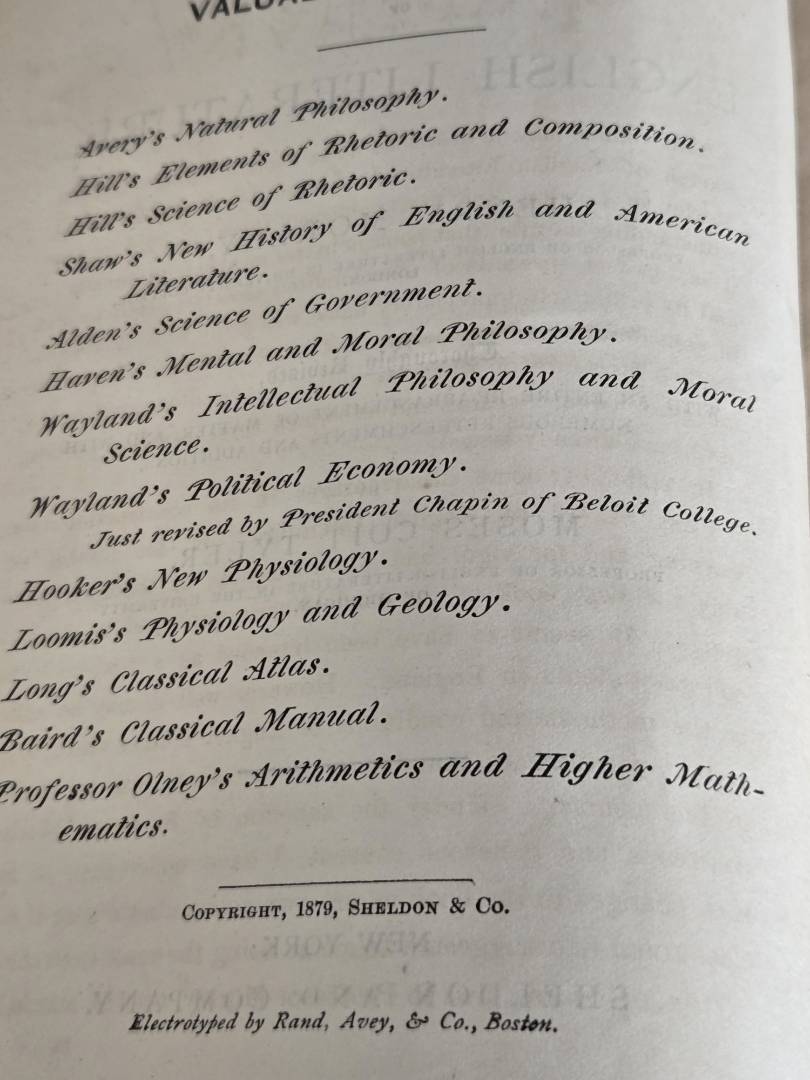 Avery's Natural Philosophy.
Hill's Elements of Rhetoric and Composition.
Hill's Science of Rhetoric.
Shaw's New History of English and American
Literature.
Alden's Science of Government.
Haven's Mental and Moral Philosophy.
Wayland's Intellectual Philosophy and Moral
Science.
Wayland's Political Economy.
Just revised by President Chapin of Beloit College.
Hooker's New Physiology.
Loomis's Physiology and Geology.
Long's Classical Atlas.
Baird's Classical Manual.
Professor Olney's Arithmetics and Higher Math-
ematics.
COPYRIGHT, 1879, SHELDON & CO.
Electrotyped by Rand, Avey, & Co., Boston.